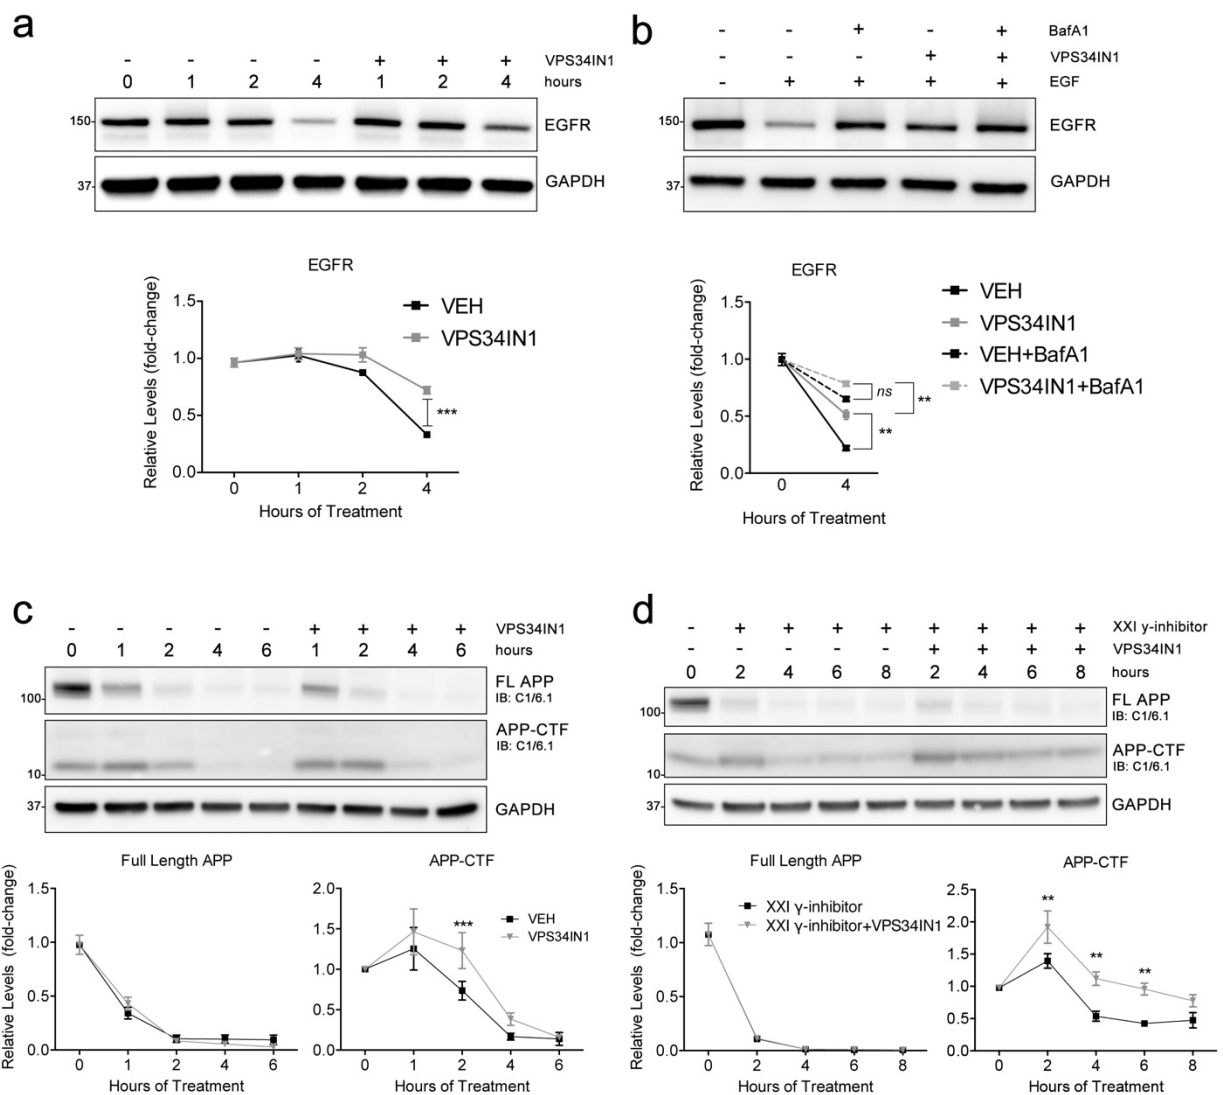 a
- - - - + + + VPS34IN1
0 1 2 4 1 2 4 hours
150- EGFR
37- GAPDH
EGFR
Relative Levels (fold-change)
1.5
1.0
0.5
0.0
VEH
VPS34IN1
***
0 1 2 4
Hours of Treatment
b
- - + - + BafA1
- - - + + VPS34IN1
- + + + + EGF
150- EGFR
37- GAPDH
EGFR
Relative Levels (fold-change)
1.5
1.0
0.5
0.0
VEH
VPS34IN1
VEH+BafA1
VPS34IN1+BafA1
ns
**
**
0 4
Hours of Treatment
c
- - - - - + + + + VPS34IN1
0 1 2 4 6 1 2 4 6 hours
100- FL APP
IB: C1/6.1
APP-CTF
IB: C1/6.1
10-
37- GAPDH
Full Length APP
Relative Levels (fold-change)
1.5
1.0
0.5
0.0
0 1 2 4 6
Hours of Treatment
APP-CTF
2.0
1.5
1.0
0.5
0.0
***
VEH
VPS34IN1
0 1 2 4 6
Hours of Treatment
d
- + + + + + + + + XXI γ-inhibitor
- - - - - + + + + VPS34IN1
0 2 4 6 8 2 4 6 8 hours
100- FL APP
IB: C1/6.1
APP-CTF
10- IB: C1/6.1
37- GAPDH
Full Length APP
Relative Levels (fold-change)
1.5
1.0
0.5
0.0
XXI γ-inhibitor
XXI γ-inhibitor+VPS34IN1
0 2 4 6 8
Hours of Treatment
APP-CTF
2.5
2.0
1.5
1.0
0.5
0.0
**
**
**
0 2 4 6 8
Hours of Treatment